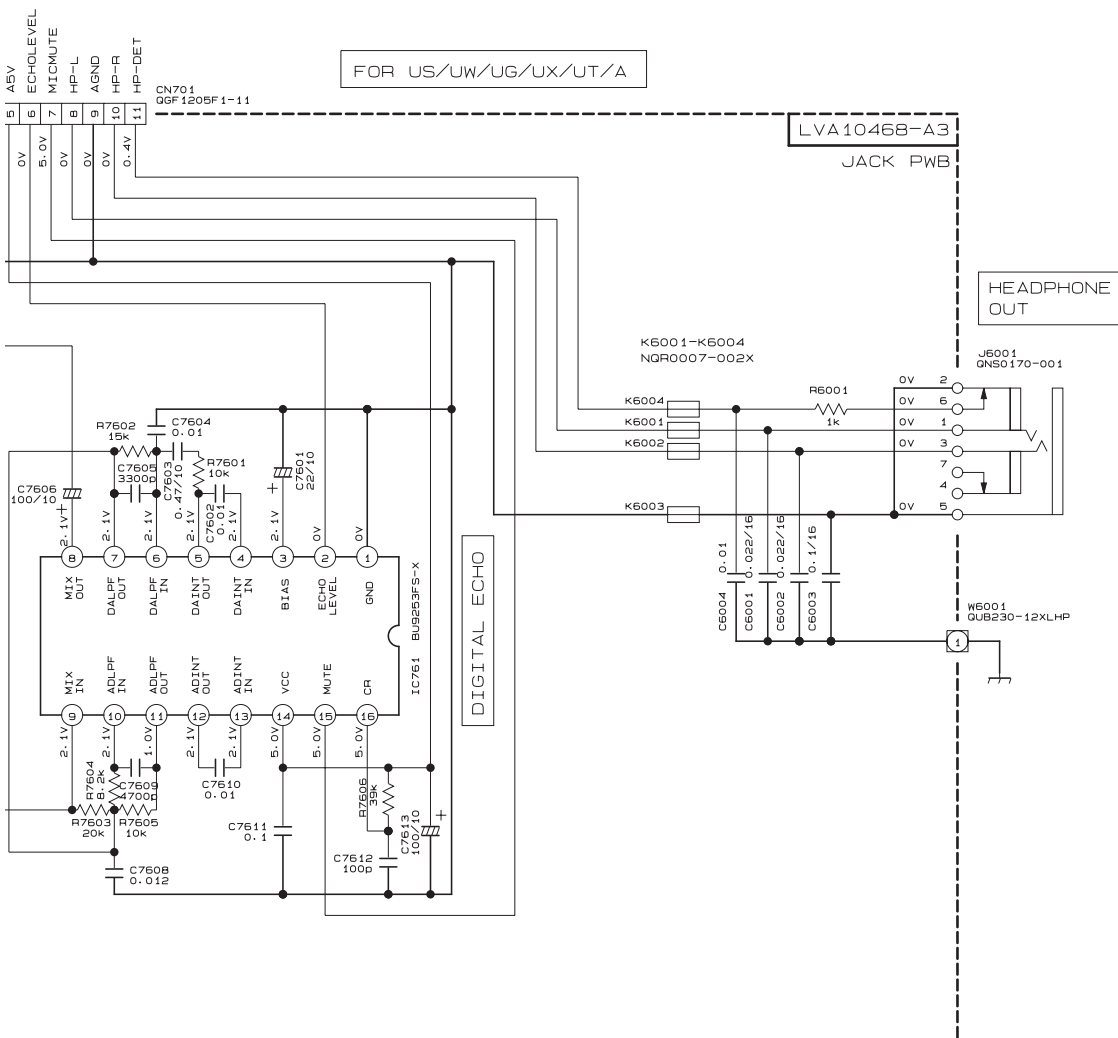 A5V
ECHOLEVEL
MICMUTE
HP-L
AGND
HP-R
HP-DET
5
6
7
8
9
10
11
CN701
QGF1205F1-11
FOR US/UW/UG/UX/UT/A
LVA10468-A3
JACK PWB
0V
5.0V
0V
0V
0V
0.4V
HEADPHONE
OUT
K6001-K6004
NQR0007-002X
J6001
QNS0170-001
K6004
K6001
K6002
K6003
R6001
1k
0V
0V
0V
0V
0V
2
6
1
3
7
4
5
C6004 0.01
C6001 0.022/16
C6002 0.022/16
C6003 0.1/16
W6001
QUB230-12XLHP
1
R7602
15k
C7604
0.01
C7605
3300p
C7603
0.47/10
R7601
10k
C7602
0.01
C7601
22/10
C7606
100/10
+
+
2.1V
2.1V
2.1V
2.1V
2.1V
2.1V
0V
0V
8
7
6
5
4
3
2
1
MIX
OUT
DALPF
OUT
DALPF
IN
DAINT
OUT
DAINT
IN
BIAS
ECHO
LEVEL
GND
IC761 BU9253FS-X
DIGITAL ECHO
MIX
IN
ADLPF
IN
ADLPF
OUT
ADINT
OUT
ADINT
IN
VCC
MUTE
CR
9
10
11
12
13
14
15
16
2.1V
2.1V
1.0V
2.1V
2.1V
5.0V
5.0V
5.0V
R7604
8.2k
C7609
4700p
C7610
0.01
R7603
20k
R7605
10k
C7608
0.012
C7611
0.1
R7606
39k
C7612
100p
C7613
100/10
+